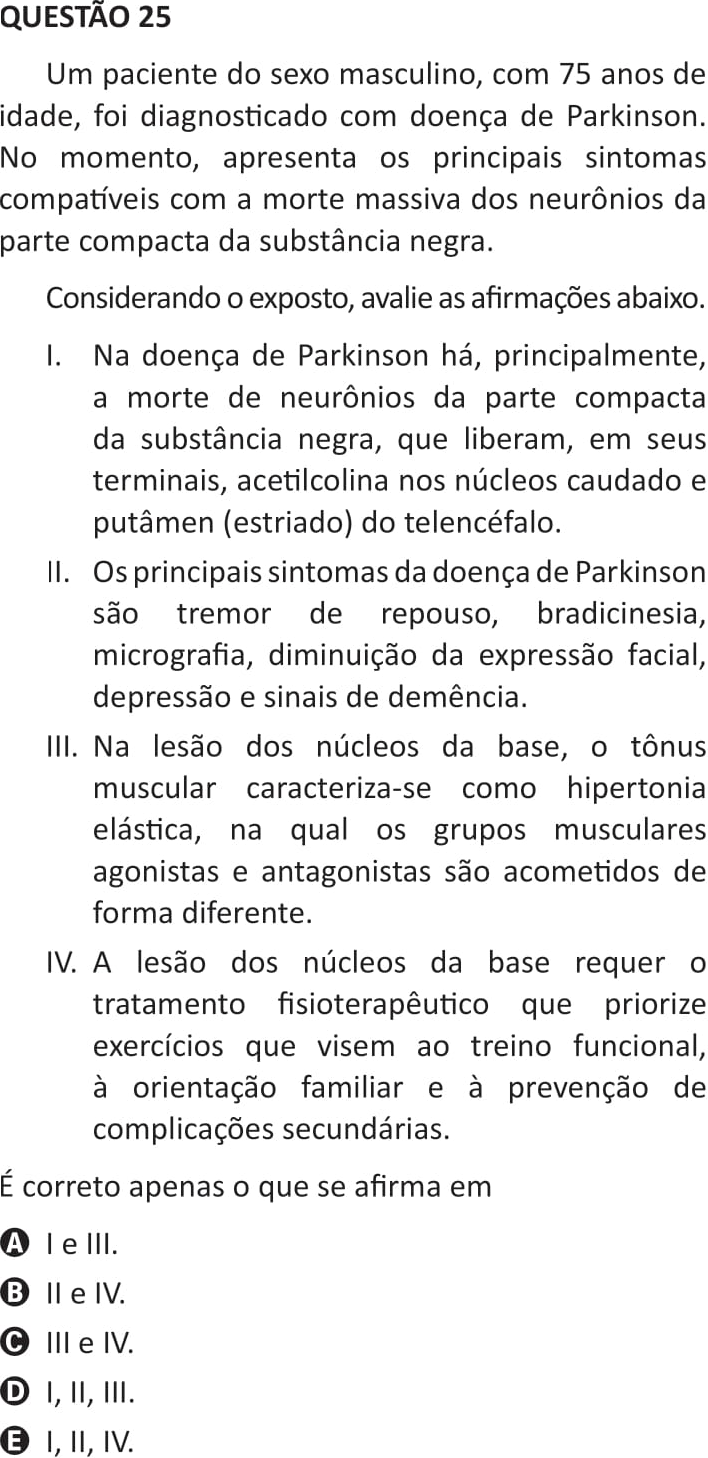 QUESTÃO 25
Um paciente do sexo masculino, com 75 anos de
idade, foi diagnosticado com doença de Parkinson.
No momento, apresenta os principais sintomas
compatíveis com a morte massiva dos neurônios da
parte compacta da substância negra.
Considerando o exposto, avalie as afirmações abaixo.
I. Na doença de Parkinson há, principalmente,
a morte de neurônios da parte compacta
da substância negra, que liberam, em seus
terminais, acetilcolina nos núcleos caudado e
putâmen (estriado) do telencéfalo.
II. Os principais sintomas da doença de Parkinson
são tremor de repouso, bradicinesia,
micrografia, diminuição da expressão facial,
depressão e sinais de demência.
III. Na lesão dos núcleos da base, o tônus
muscular caracteriza-se como hipertonia
elástica, na qual os grupos musculares
agonistas e antagonistas são acometidos de
forma diferente.
IV. A lesão dos núcleos da base requer o
tratamento fisioterapêutico que priorize
exercícios que visem ao treino funcional,
à orientação familiar e à prevenção de
complicações secundárias.
É correto apenas o que se afirma em
A I e III.
B II e IV.
C III e IV.
D I, II, III.
E I, II, IV.